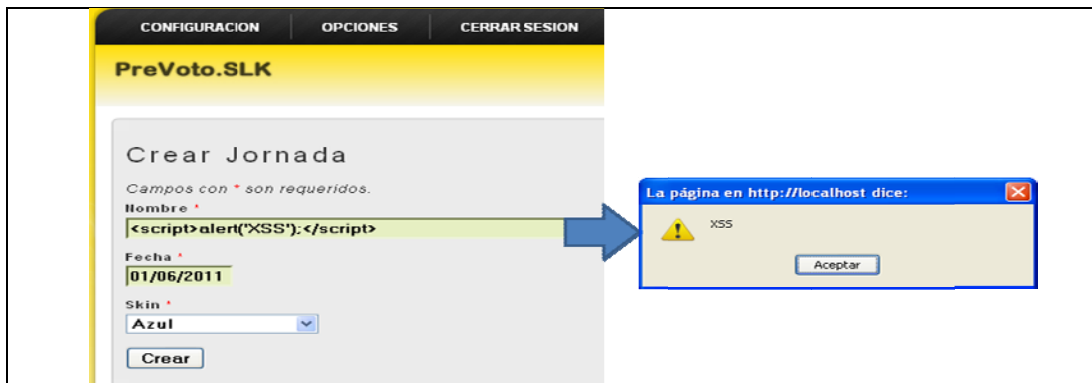 CONFIGURACION OPCIONES CERRAR SESION
PreVoto.SLK
Crear Jornada
Campos con * son requeridos.
Nombre *
<script>alert('XSS');</script>
Fecha *
01/06/2011
Skin *
Azul
Crear
La página en http://localhost dice:
XSS
Aceptar